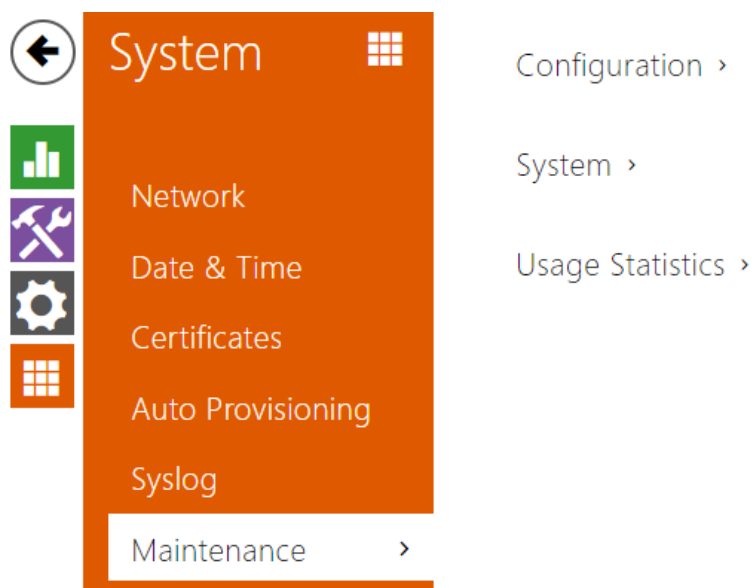 System
Network
Date & Time
Certificates
Auto Provisioning
Syslog
Maintenance ›
Configuration ›
System ›
Usage Statistics ›